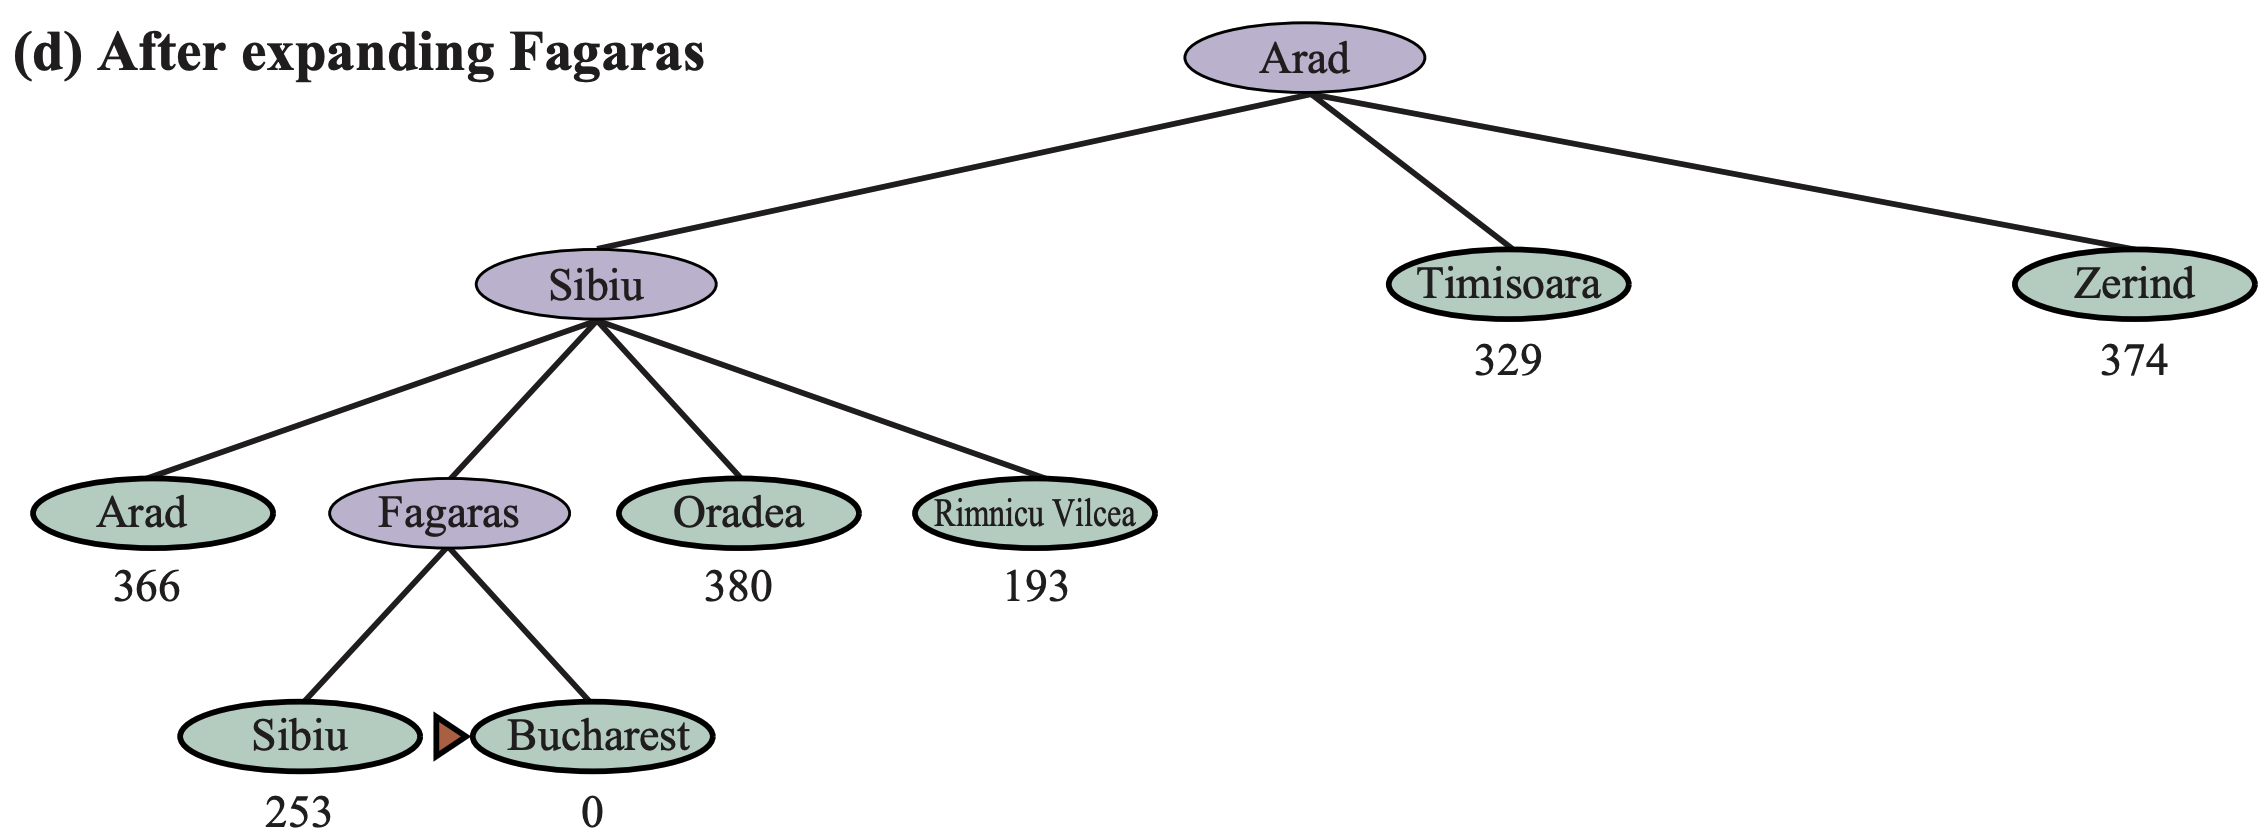 (d) After expanding Fagaras
Arad
Sibiu
Timisoara
Zerind
329
374
Arad
Fagaras
Oradea
Rimnicu Vilcea
366
380
193
Sibiu
Bucharest
253
0